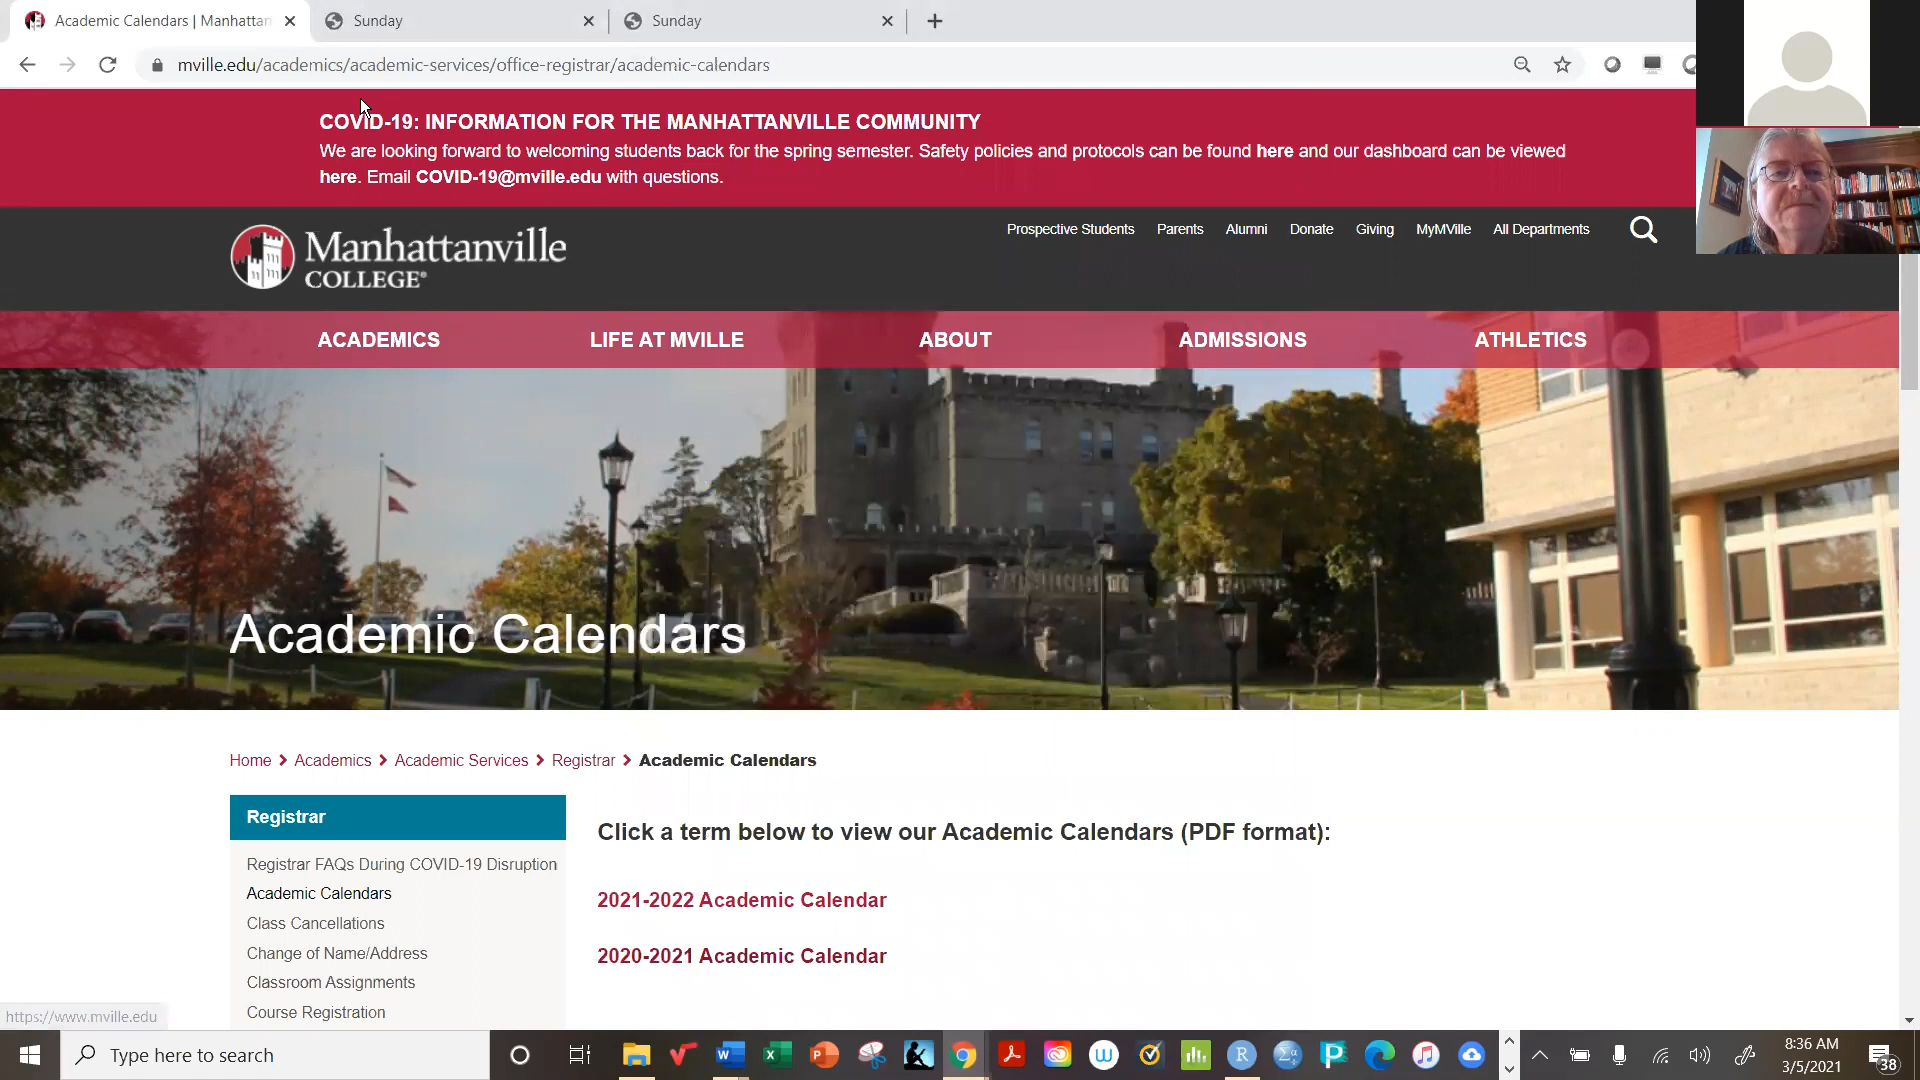 Academic Calendars | Manhattan
Sunday
Sunday
mville.edu/academics/academic-services/office-registrar/academic-calendars
COVID-19: INFORMATION FOR THE MANHATTANVILLE COMMUNITY
We are looking forward to welcoming students back for the spring semester. Safety policies and protocols can be found here and our dashboard can be viewed
here. Email COVID-19@mville.edu with questions.
Manhattanville
COLLEGE®
Prospective Students
Parents
Alumni
Donate
Giving
MyMVille
All Departments
ACADEMICS
LIFE AT MVILLE
ABOUT
ADMISSIONS
ATHLETICS
Academic Calendars
Home
Academics
Academic Services
Registrar
Academic Calendars
Registrar
Registrar FAQs During COVID-19 Disruption
Academic Calendars
Class Cancellations
Change of Name/Address
Classroom Assignments
Course Registration
Click a term below to view our Academic Calendars (PDF format):
2021-2022 Academic Calendar
2020-2021 Academic Calendar
https://www.mville.edu
Type here to search
8:36 AM
3/5/2021
38